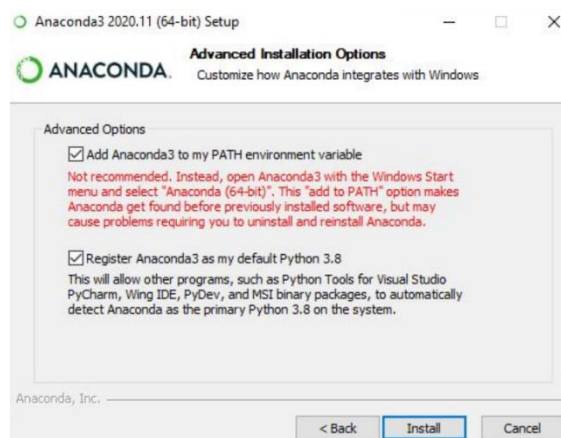 Anaconda3 2020.11 (64-bit) Setup
ANACONDA.
Advanced Installation Options
Customize how Anaconda integrates with Windows
Advanced Options
Add Anaconda3 to my PATH environment variable
Not recommended. Instead, open Anaconda3 with the Windows Start
menu and select "Anaconda (64-bit)". This "add to PATH" option makes
Anaconda get found before previously installed software, but may
cause problems requiring you to uninstall and reinstall Anaconda.
Register Anaconda3 as my default Python 3.8
This will allow other programs, such as Python Tools for Visual Studio
PyCharm, Wing IDE, PyDev, and MSI binary packages, to automatically
detect Anaconda as the primary Python 3.8 on the system.
Anaconda, Inc.
< Back Install Cancel